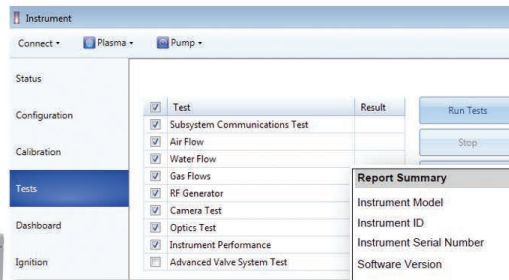 Instrument
Connect Plasma Pump
Status
Configuration
Calibration
Tests
Dashboard
Ignition
Test Result
Subsystem Communications Test
Air Flow
Water Flow
Gas Flows
RF Generator
Camera Test
Optics Test
Instrument Performance
Advanced Valve System Test
Run Tests
Stop
Report Summary
Instrument Model
Instrument ID
Instrument Serial Number
Software Version